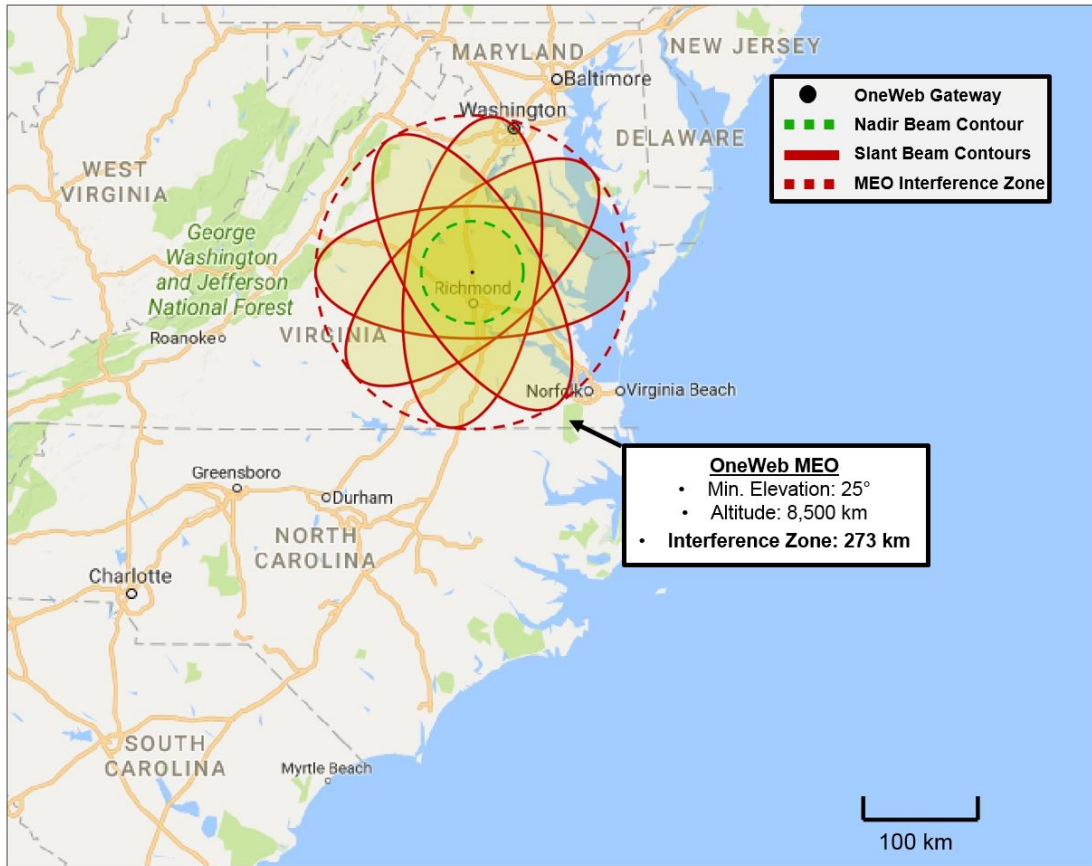 MARYLAND
NEW JERSEY
Baltimore
Washington
DELAWARE
WEST
VIRGINIA
George
Washington
and Jefferson
National Forest
Richmond
VIRGINIA
Roanoke
Norfolk
Virginia Beach
Greensboro
Durham
NORTH
CAROLINA
Charlotte
SOUTH
CAROLINA
Myrtle Beach
OneWeb Gateway
Nadir Beam Contour
Slant Beam Contours
MEO Interference Zone
OneWeb MEO
• Min. Elevation: 25°
• Altitude: 8,500 km
• Interference Zone: 273 km
100 km